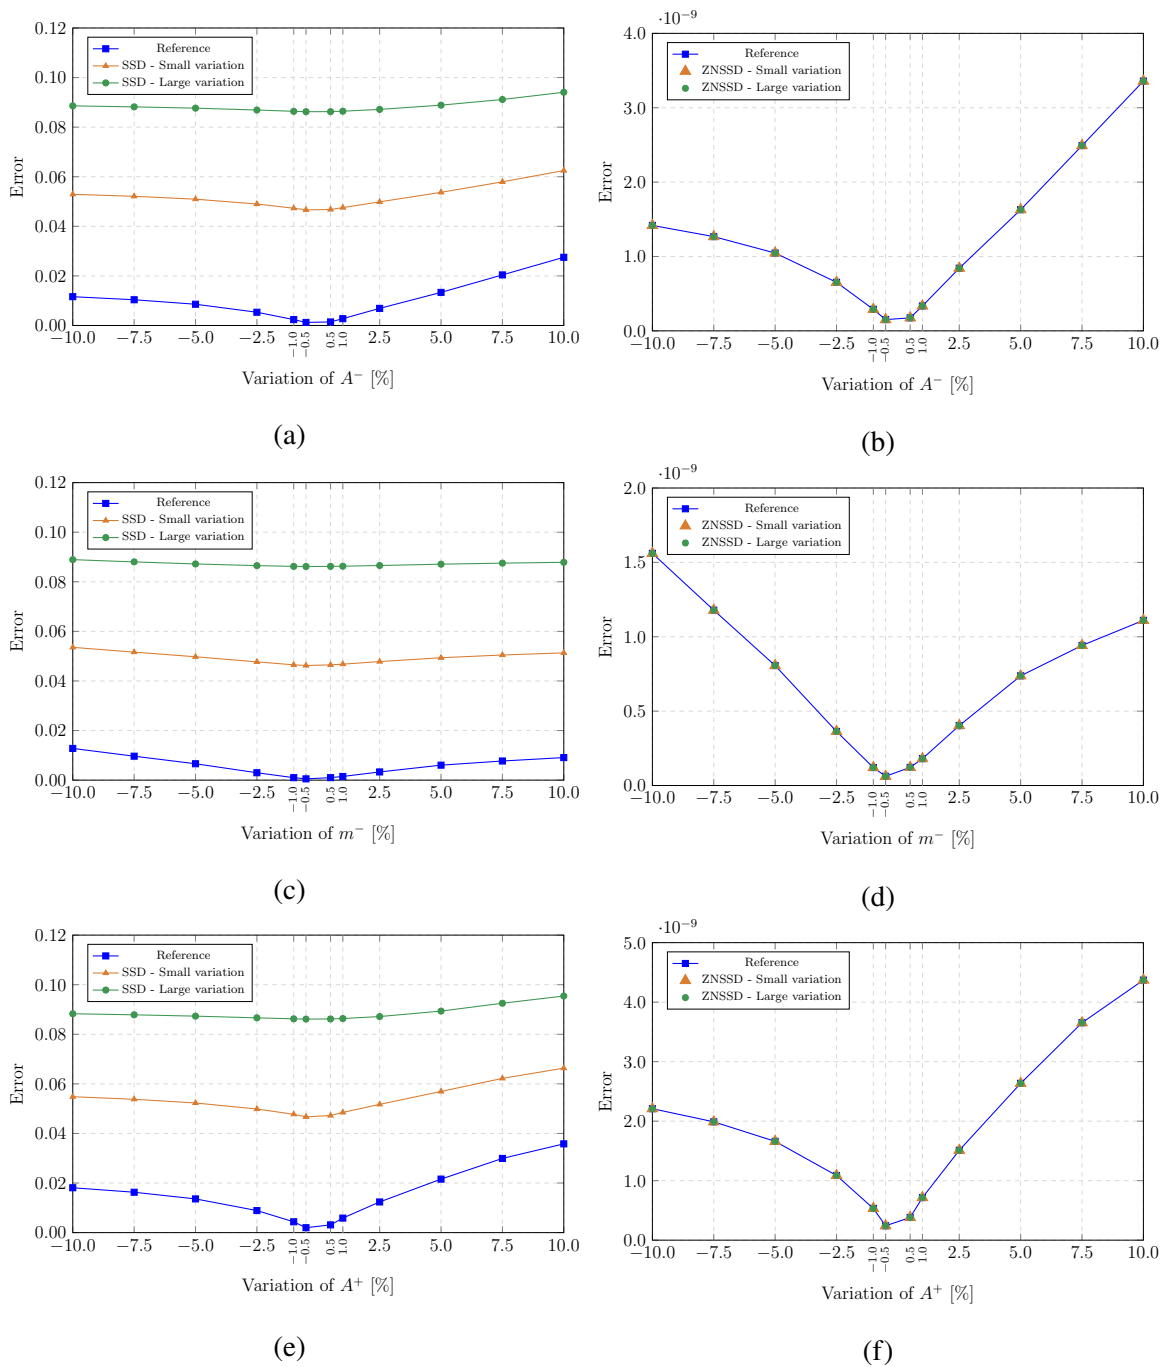 0.12
0.10
0.08
0.06
0.04
0.02
0.00
Error
Reference
SSD - Small variation
SSD - Large variation
−10.0 −7.5 −5.0 −2.5 −1.0 −0.5 0.5 1.0 2.5 5.0 7.5 10.0
Variation of A⁻ [%]
(a)
·10⁻⁹
4.0
3.0
2.0
1.0
0.0
Error
Reference
ZNSSD - Small variation
ZNSSD - Large variation
−10.0 −7.5 −5.0 −2.5 −1.0 −0.5 0.5 1.0 2.5 5.0 7.5 10.0
Variation of A⁻ [%]
(b)
0.12
0.10
0.08
0.06
0.04
0.02
0.00
Error
Reference
SSD - Small variation
SSD - Large variation
−10.0 −7.5 −5.0 −2.5 −1.0 −0.5 0.5 1.0 2.5 5.0 7.5 10.0
Variation of m⁻ [%]
(c)
·10⁻⁹
2.0
1.5
1.0
0.5
0.0
Error
Reference
ZNSSD - Small variation
ZNSSD - Large variation
−10.0 −7.5 −5.0 −2.5 −1.0 −0.5 0.5 1.0 2.5 5.0 7.5 10.0
Variation of m⁻ [%]
(d)
0.12
0.10
0.08
0.06
0.04
0.02
0.00
Error
Reference
SSD - Small variation
SSD - Large variation
−10.0 −7.5 −5.0 −2.5 −1.0 −0.5 0.5 1.0 2.5 5.0 7.5 10.0
Variation of A⁺ [%]
(e)
·10⁻⁹
5.0
4.0
3.0
2.0
1.0
0.0
Error
Reference
ZNSSD - Small variation
ZNSSD - Large variation
−10.0 −7.5 −5.0 −2.5 −1.0 −0.5 0.5 1.0 2.5 5.0 7.5 10.0
Variation of A⁺ [%]
(f)